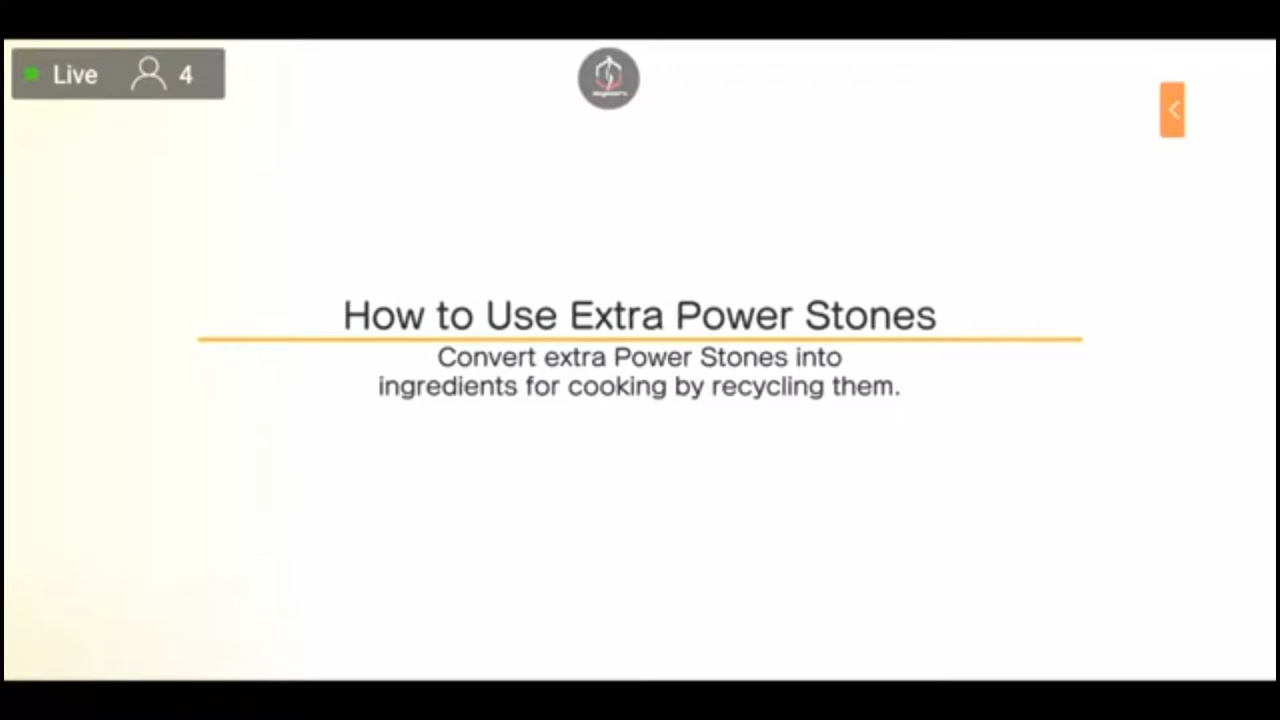 Live 4
How to Use Extra Power Stones
Convert extra Power Stones into
ingredients for cooking by recycling them.